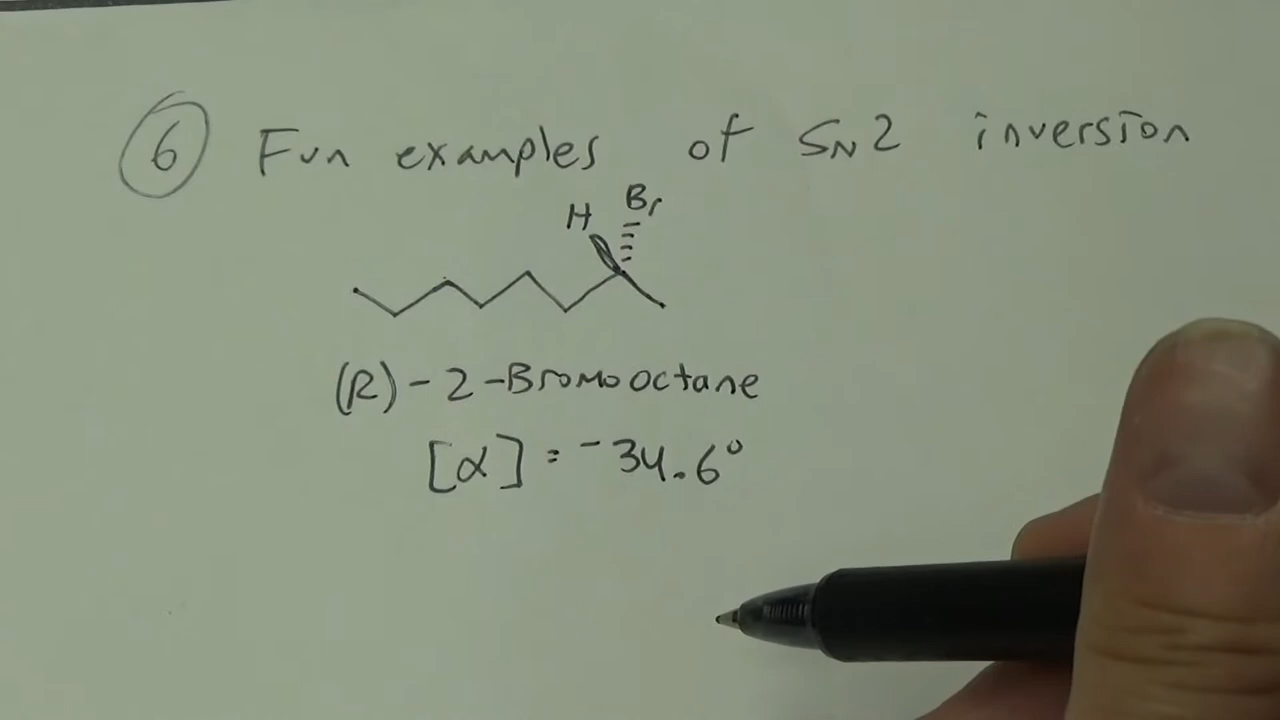 6 Fun examples of SN2 inversion
H Br
(R)-2-Bromooctane
[α] = -34.6°